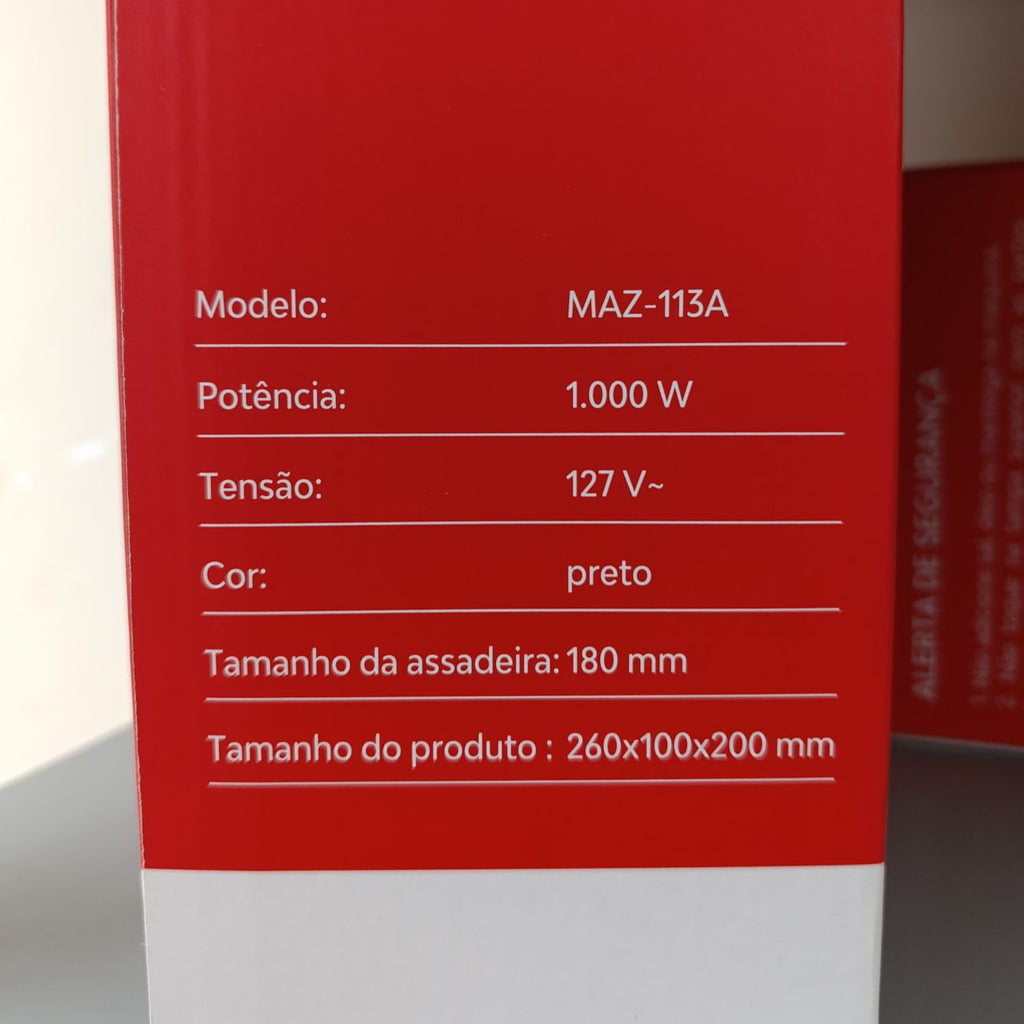 Modelo: MAZ-113A
Potência: 1.000 W
Tensão: 127 V~
Cor: preto
Tamanho da assadeira: 180 mm
Tamanho do produto : 260x100x200 mm
ALERTA DE SEGURANÇA